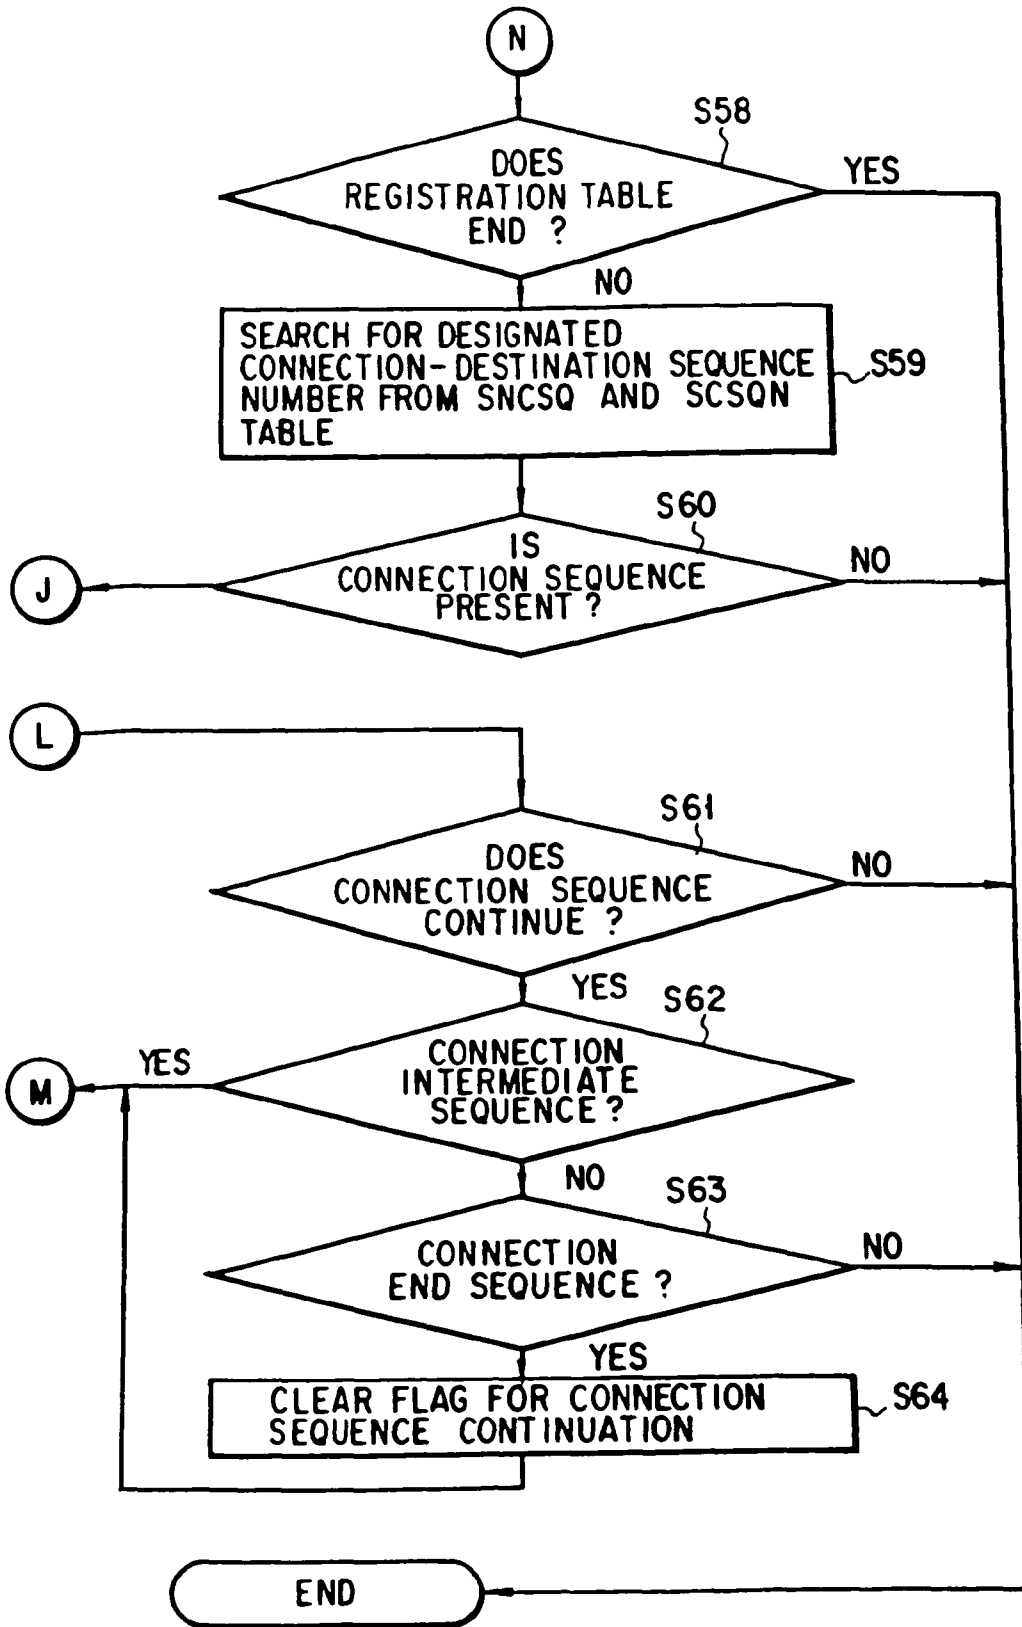 N
S58
DOES
REGISTRATION TABLE
END ?
YES
NO
SEARCH FOR DESIGNATED
CONNECTION-DESTINATION SEQUENCE
NUMBER FROM SNCSQ AND SCSQN
TABLE
S59
S60
IS
CONNECTION SEQUENCE
PRESENT ?
NO
J
L
S61
DOES
CONNECTION SEQUENCE
CONTINUE ?
NO
YES
S62
CONNECTION
INTERMEDIATE
SEQUENCE ?
YES
M
NO
S63
CONNECTION
END SEQUENCE ?
NO
YES
CLEAR FLAG FOR CONNECTION
SEQUENCE CONTINUATION
S64
END